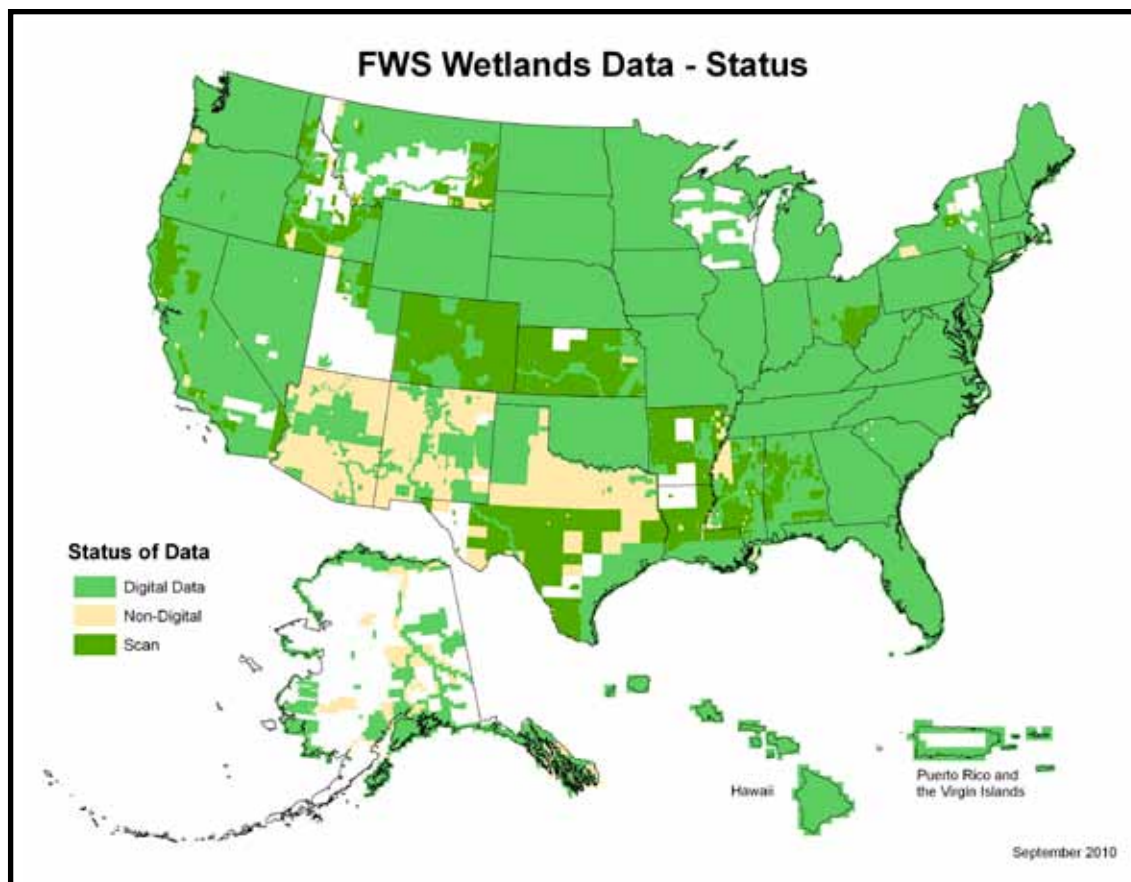 FWS Wetlands Data - Status
Status of Data
Digital Data
Non-Digital
Scan
Hawaii
Puerto Rico and
the Virgin Islands
September 2010